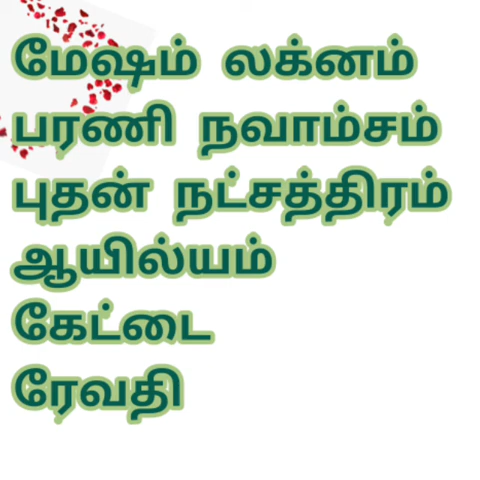 மேஷம் லக்னம்
பரணி நவாம்சம்
புதன் நட்சத்திரம்
ஆயில்யம்
கேட்டை
ரேவதி